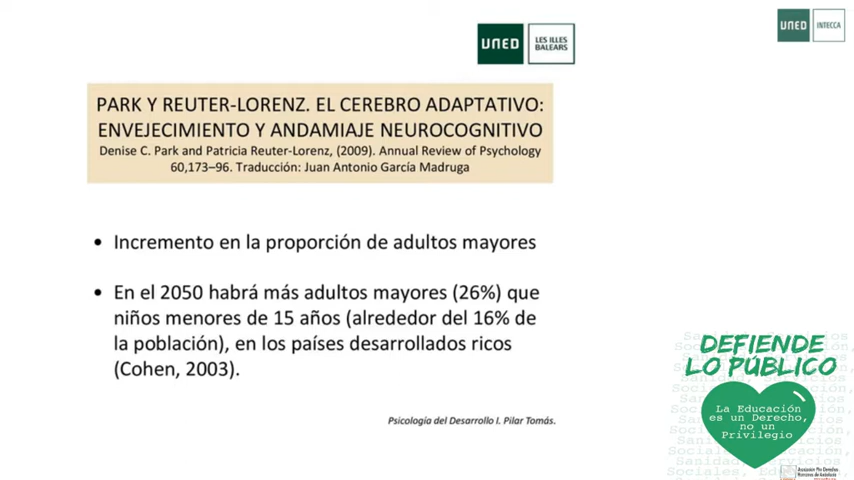 UNED
LES ILLES
BALEARS
UNED
INTECCA
PARK Y REUTER-LORENZ. EL CEREBRO ADAPTATIVO:
ENVEJECIMIENTO Y ANDAMIAJE NEUROCOGNITIVO
Denise C. Park and Patricia Reuter-Lorenz, (2009). Annual Review of Psychology
60,173–96. Traducción: Juan Antonio García Madruga
• Incremento en la proporción de adultos mayores
• En el 2050 habrá más adultos mayores (26%) que
niños menores de 15 años (alrededor del 16% de
la población), en los países desarrollados ricos
(Cohen, 2003).
Psicología del Desarrollo I. Pilar Tomás.
DEFIENDE
LO PÚBLICO
La Educación
es un Derecho,
no un
Privilegio